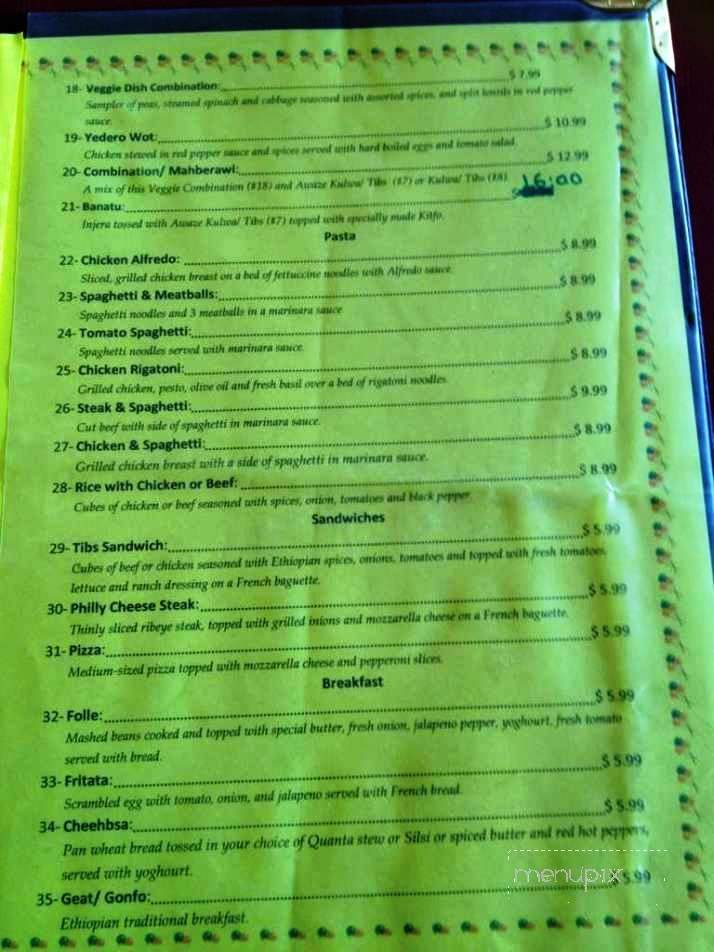 18- Veggie Dish Combination: $ 7.99
Sampler of peas, steamed spinach and cabbage seasoned with assorted spices, and split lentils in red pepper
sauce.
19- Yedero Wot: $ 10.99
Chicken stewed in red pepper sauce and spices served with hard boiled eggs and tomato salad.
20- Combination/ Mahberawi: $ 12.99
A mix of this Veggie Combination (#18) and Awaze Kulwa/ Tibs (#7) or Kulwa/ Tibs (#8)
21- Banatu: $ 16.00
Injera tossed with Awaze Kulwa/ Tibs (#7) topped with specially made Kitfo.
Pasta
22- Chicken Alfredo: $ 8.99
Sliced, grilled chicken breast on a bed of fettuccine noodles with Alfredo sauce.
23- Spaghetti & Meatballs: $ 8.99
Spaghetti noodles and 3 meatballs in a marinara sauce
24- Tomato Spaghetti: $ 8.99
Spaghetti noodles served with marinara sauce.
25- Chicken Rigatoni: $ 8.99
Grilled chicken, pesto, olive oil and fresh basil over a bed of rigatoni noodles.
26- Steak & Spaghetti: $ 9.99
Cut beef with side of spaghetti in marinara sauce.
27- Chicken & Spaghetti: $ 8.99
Grilled chicken breast with a side of spaghetti in marinara sauce.
28- Rice with Chicken or Beef: $ 8.99
Cubes of chicken or beef seasoned with spices, onion, tomatoes and black pepper.
Sandwiches
29- Tibs Sandwich: $ 5.99
Cubes of beef or chicken seasoned with Ethiopian spices, onions, tomatoes and topped with fresh tomatoes,
lettuce and ranch dressing on a French baguette.
30- Philly Cheese Steak: $ 5.99
Thinly sliced ribeye steak, topped with grilled inions and mozzarella cheese on a French baguette.
31- Pizza: $ 5.99
Medium-sized pizza topped with mozzarella cheese and pepperoni slices.
Breakfast
32- Folle: $ 5.99
Mashed beans cooked and topped with special butter, fresh onion, jalapeno pepper, yoghourt, fresh tomato
served with bread.
33- Fritata: $ 5.99
Scrambled egg with tomato, onion, and jalapeno served with French bread.
34- Cheehbsa: $ 5.99
Pan wheat bread tossed in your choice of Quanta stew or Silsi or spiced butter and red hot peppers,
served with yoghourt.
35- Geat/ Gonfo: $ 5.99
Ethiopian traditional breakfast.
menupix